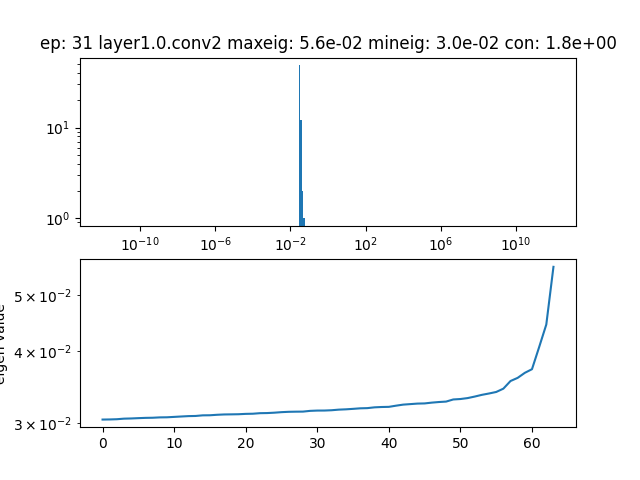 ep: 31 layer1.0.conv2 maxeig: 5.6e-02 mineig: 3.0e-02 con: 1.8e+00
10¹
10⁰
10⁻¹⁰ 10⁻⁶ 10⁻² 10² 10⁶ 10¹⁰
eigen value
5 × 10⁻²
4 × 10⁻²
3 × 10⁻²
0 10 20 30 40 50 60